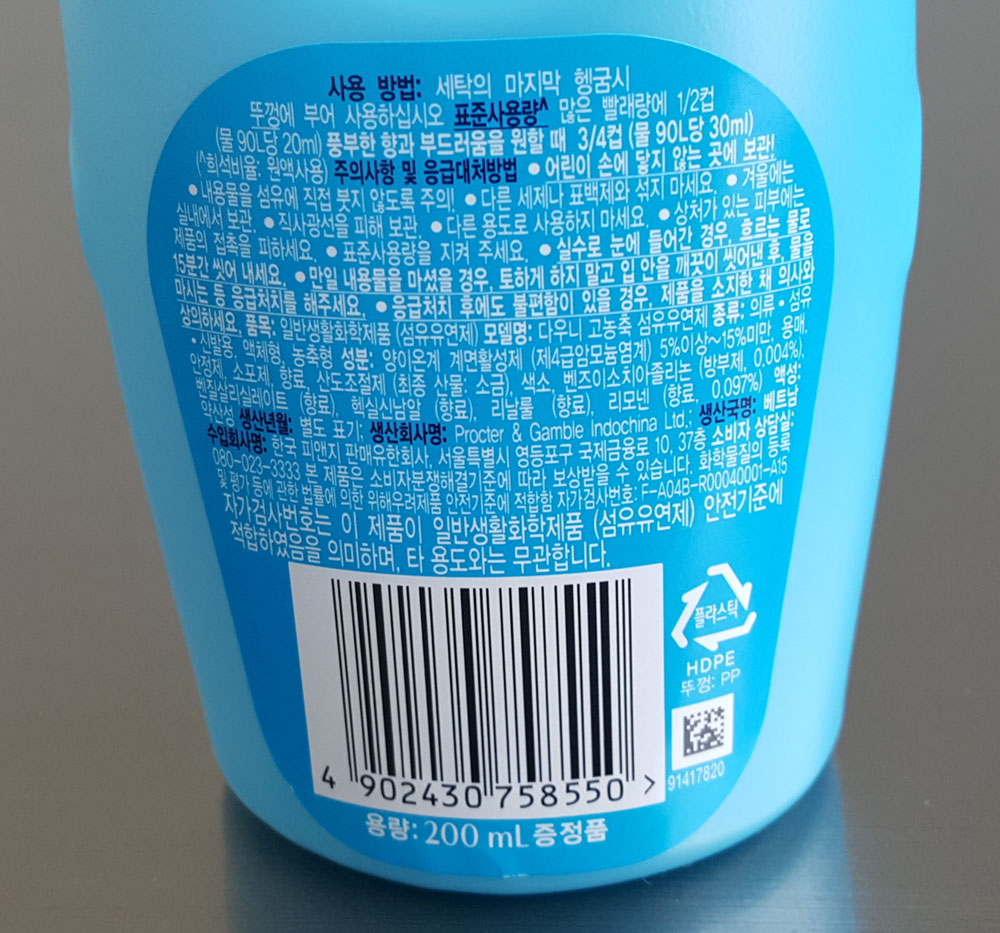 사용 방법: 세탁의 마지막 헹굼시
뚜껑에 부어 사용하십시오 표준사용량^ 많은 빨래량에 1/2컵
(물 90L당 20ml) 풍부한 향과 부드러움을 원할 때 3/4컵 (물 90L당 30ml)
(^희석비율: 원액사용) 주의사항 및 응급대처방법 • 어린이 손에 닿지 않는 곳에 보관!
• 내용물을 섬유에 직접 붓지 않도록 주의. • 다른 세제나 표백제와 섞지 마세요. • 겨울에는
실내에서 보관. • 직사광선을 피해 보관. • 다른 용도로 사용하지 마세요. • 상처가 있는 피부에는
제품의 접촉을 피하세요. • 표준사용량을 지켜 주세요. • 실수로 눈에 들어간 경우, 흐르는 물로
15분간 씻어 내세요. • 만일 내용물을 마셨을 경우, 토하게 하지 말고 입 안을 깨끗이 씻어낸 후, 물을
마시는 등 응급처치를 해주세요. • 응급처치 후에도 불편함이 있을 경우, 제품을 소지한 채 의사와
상의하세요. 품목: 일반생활화학제품 (섬유유연제) 모델명: 다우니 고농축 섬유유연제 종류: 의류 • 섬유
• 신발용, 액체형, 농축형 성분: 양이온계 계면활성제 (제4급암모늄염계) 5%이상~15%미만, 용매,
안정제, 소포제, 향료, 산도조절제 (최종 산물: 소금), 색소, 벤즈이소치아졸리논 (방부제, 0.004%),
벤질살리실레이트 (향료), 헥실신남알 (향료), 리날룰 (향료), 리모넨 (향료, 0.097%) 액성:
약산성 생산년월: 별도 표기; 생산회사명: Procter & Gamble Indochina Ltd.; 생산국명: 베트남
수입회사명: 한국 피앤지 판매유한회사, 서울특별시 영등포구 국제금융로 10, 37층 소비자 상담실:
080-023-3333 본 제품은 소비자분쟁해결기준에 따라 보상받을 수 있습니다. 화학물질의 등록
및 평가 등에 관한 법률에 의한 위해우려제품 안전기준에 적합함 자가검사번호: F-A04B-R0004001-A15
자가검사번호는 이 제품이 일반생활화학제품 (섬유유연제) 안전기준에
적합하였음을 의미하며, 타 용도와는 무관합니다.
플라스틱
HDPE
뚜껑: PP
91417820
4 902430 758550 >
용량: 200 mL 증정품